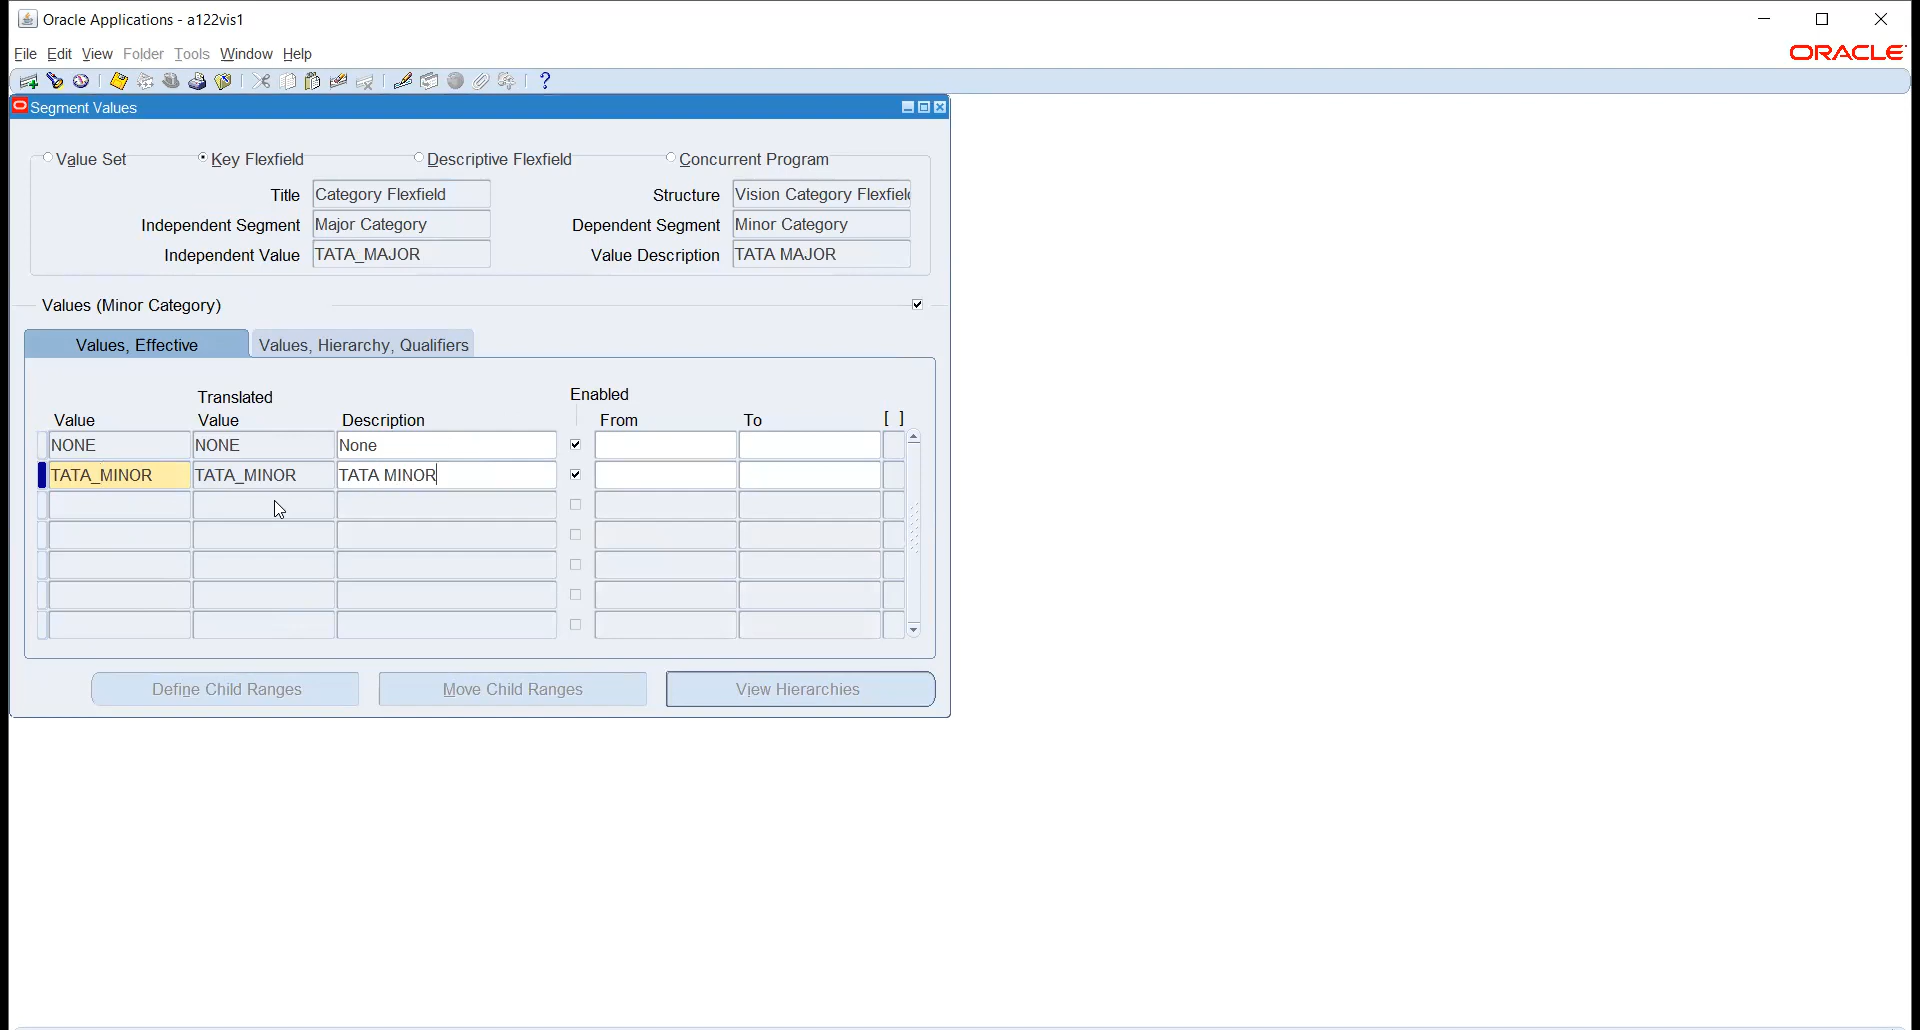 Oracle Applications - a122vis1
File Edit View Folder Tools Window Help
ORACLE
Segment Values
Value Set Key Flexfield Descriptive Flexfield Concurrent Program
Title Category Flexfield Structure Vision Category Flexfield
Independent Segment Major Category Dependent Segment Minor Category
Independent Value TATA_MAJOR Value Description TATA MAJOR
Values (Minor Category)
Values, Effective Values, Hierarchy, Qualifiers
Translated Enabled
Value Value Description From To [ ]
NONE NONE None
TATA_MINOR TATA_MINOR TATA MINOR
Define Child Ranges Move Child Ranges View Hierarchies